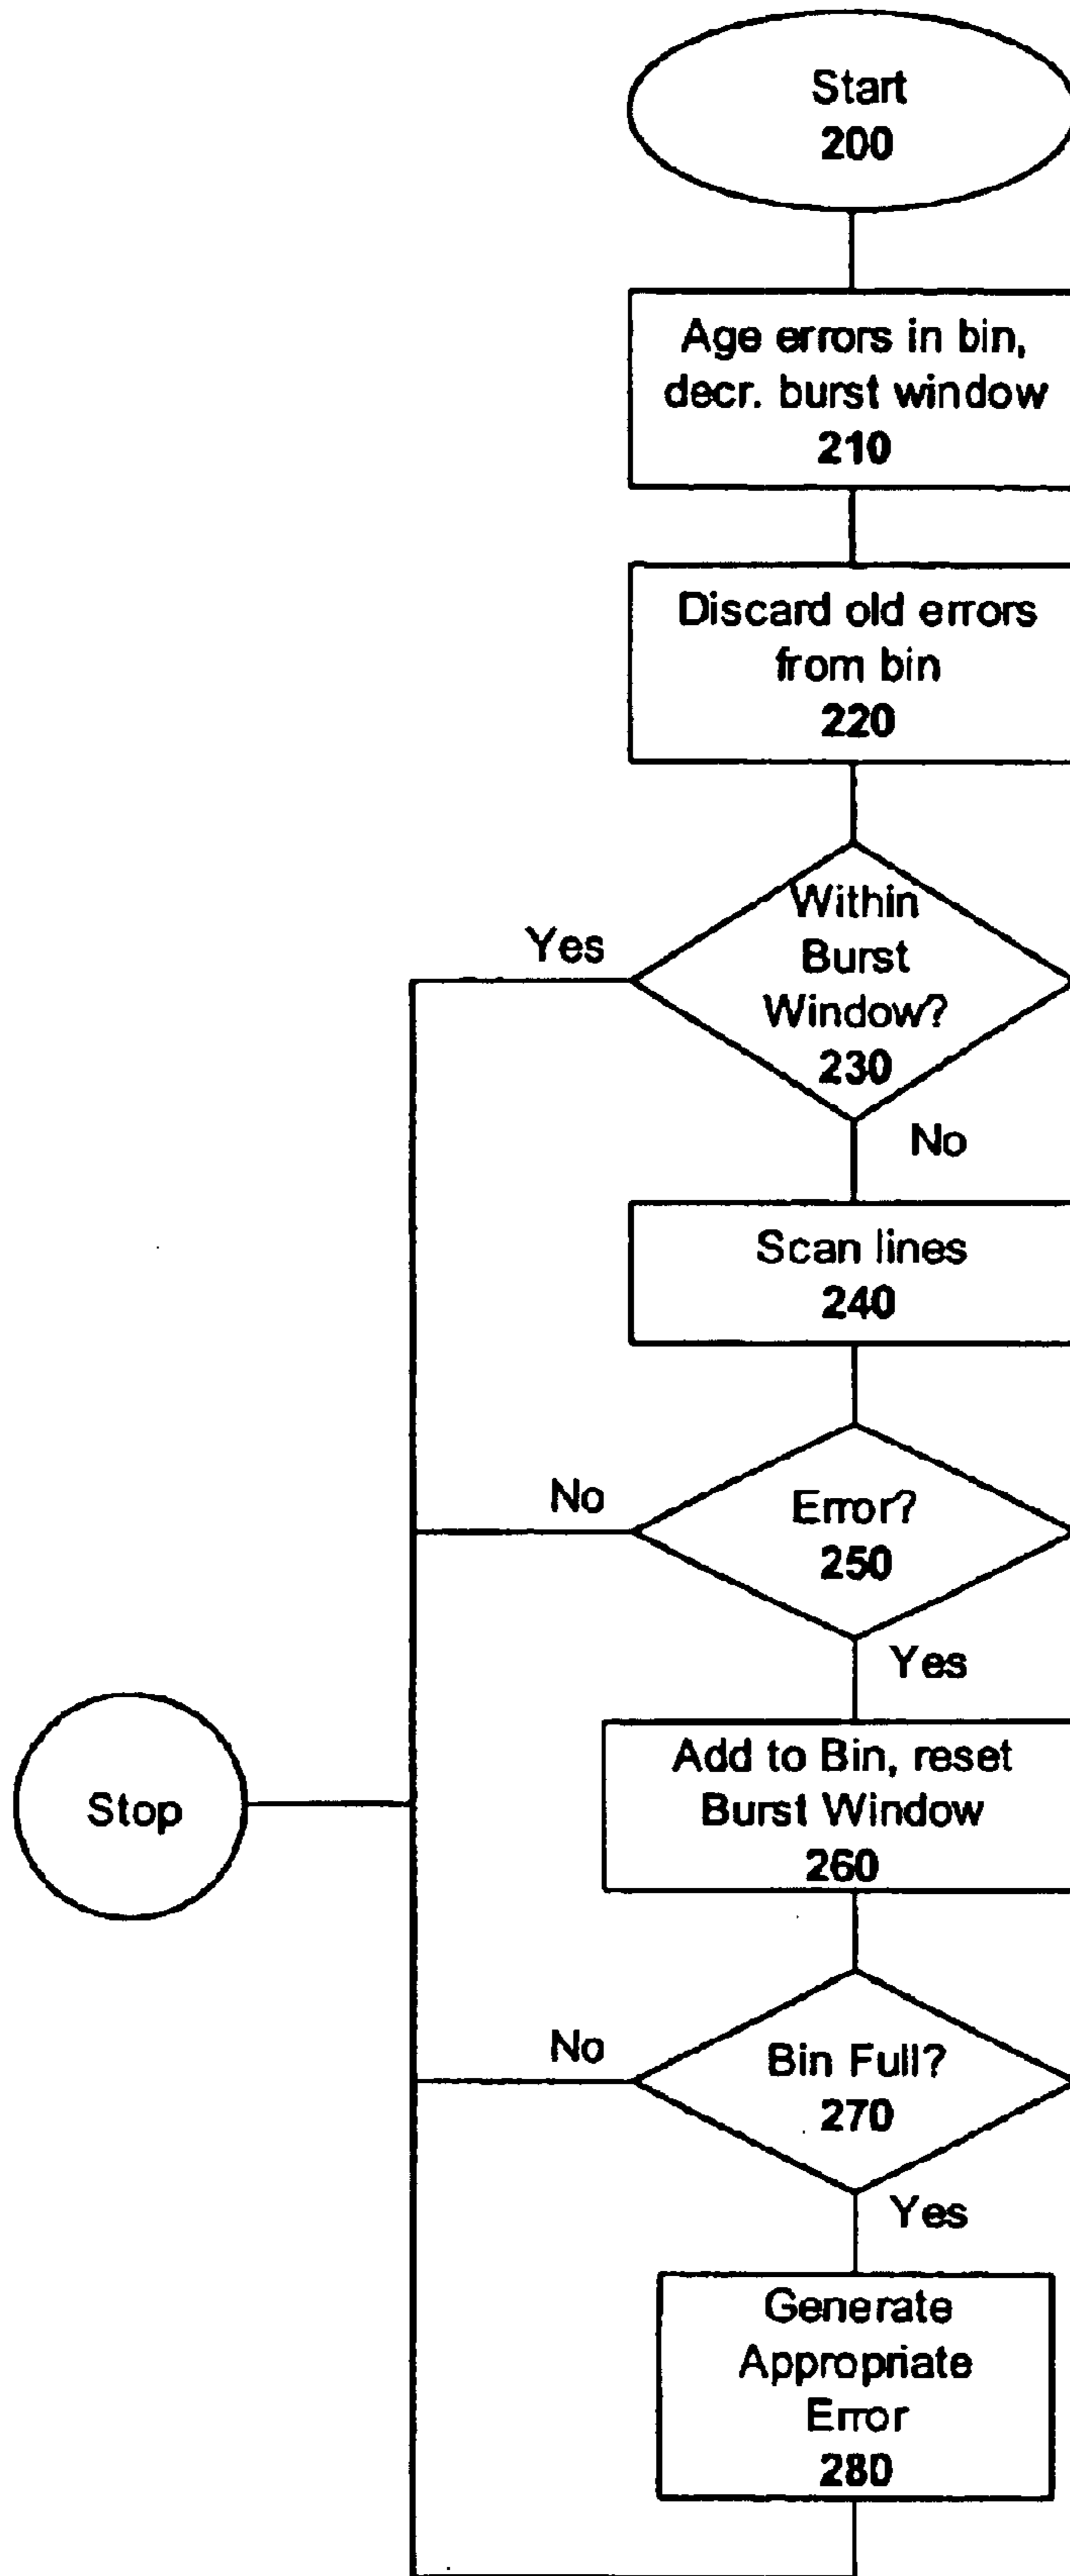 Start
200
Age errors in bin,
decr. burst window
210
Discard old errors
from bin
220
Within
Burst
Window?
230
Yes
No
Scan lines
240
Error?
250
No
Yes
Stop
Add to Bin, reset
Burst Window
260
Bin Full?
270
No
Yes
Generate
Appropriate
Error
280